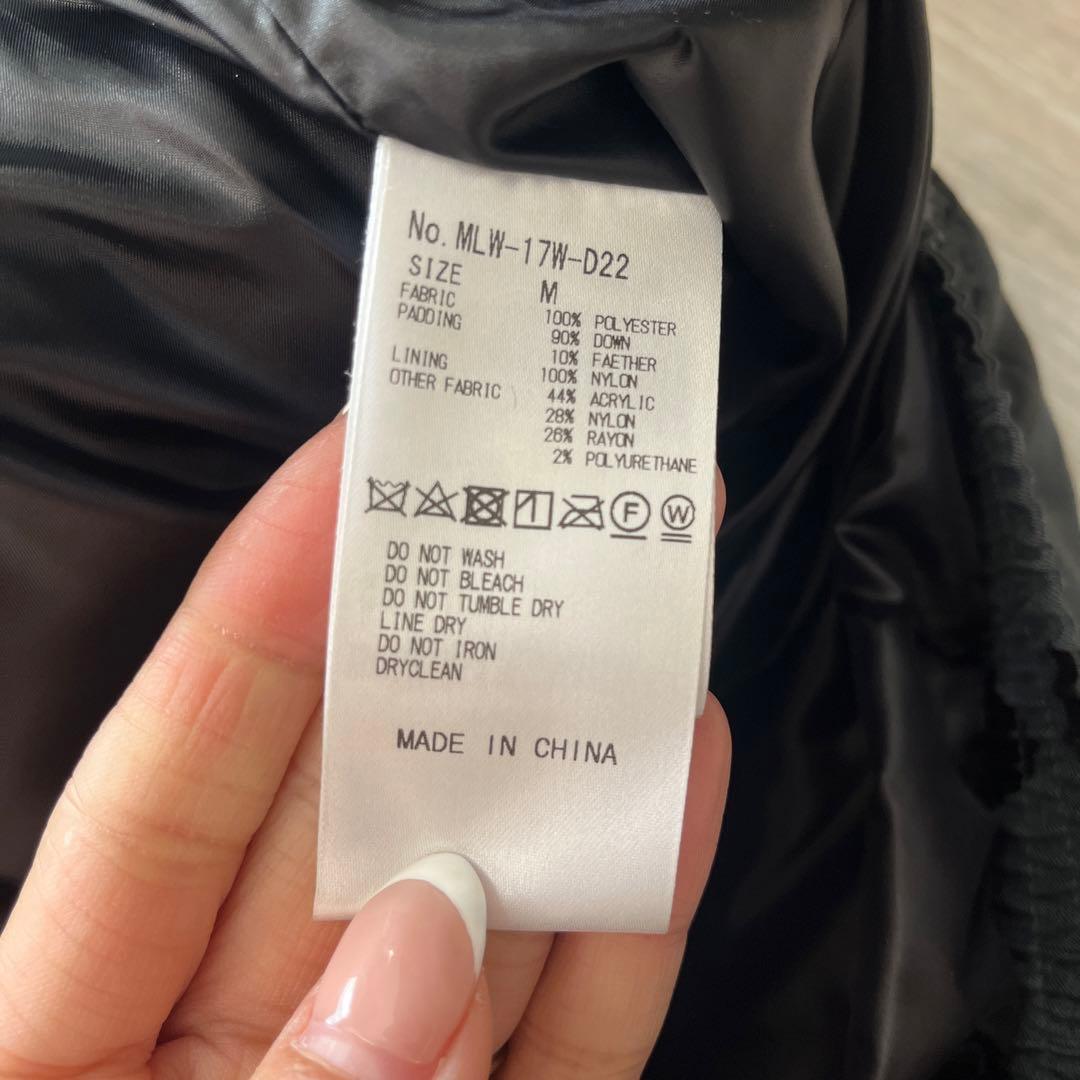 No. MLW-17W-D22
SIZE M
FABRIC 100% POLYESTER
PADDING 90% DOWN
10% FAETHER
LINING 100% NYLON
OTHER FABRIC 44% ACRYLIC
28% NYLON
26% RAYON
2% POLYURETHANE
F W
DO NOT WASH
DO NOT BLEACH
DO NOT TUMBLE DRY
LINE DRY
DO NOT IRON
DRYCLEAN
MADE IN CHINA